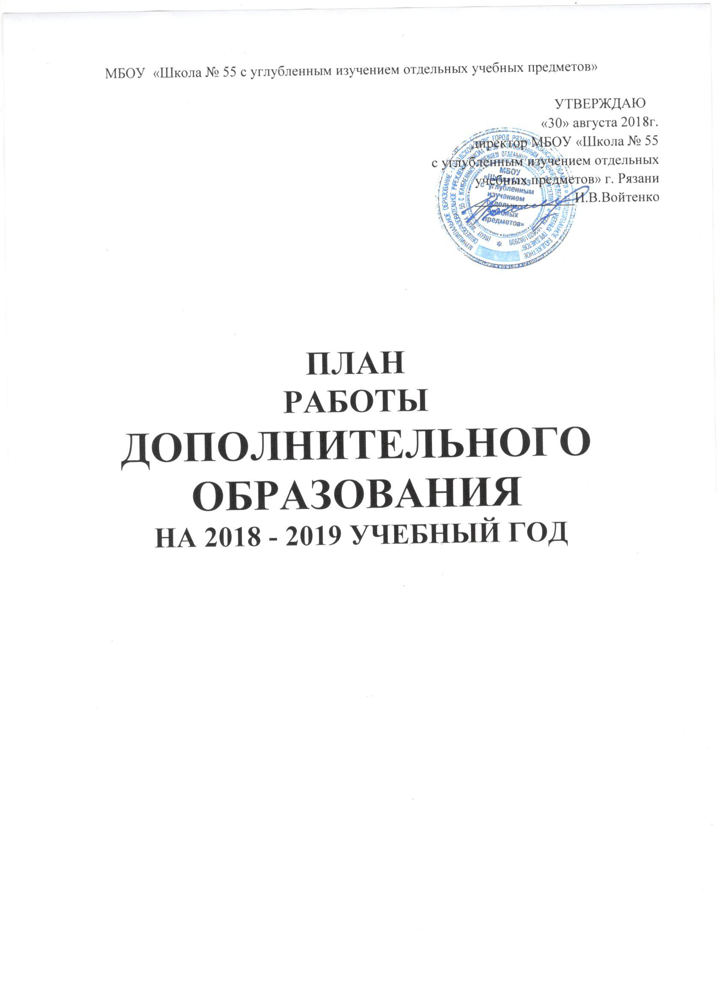 МБОУ «Школа № 55 с углубленным изучением отдельных учебных предметов»
УТВЕРЖДАЮ
«30» августа 2018г.
директор МБОУ «Школа № 55
с углубленным изучением отдельных
учебных предметов» г. Рязани
И.В.Войтенко
МБОУ
«Школа № 55
с углубленным
изучением
отдельных
учебных
предметов»
ПЛАН
РАБОТЫ
ДОПОЛНИТЕЛЬНОГО
ОБРАЗОВАНИЯ
НА 2018 - 2019 УЧЕБНЫЙ ГОД